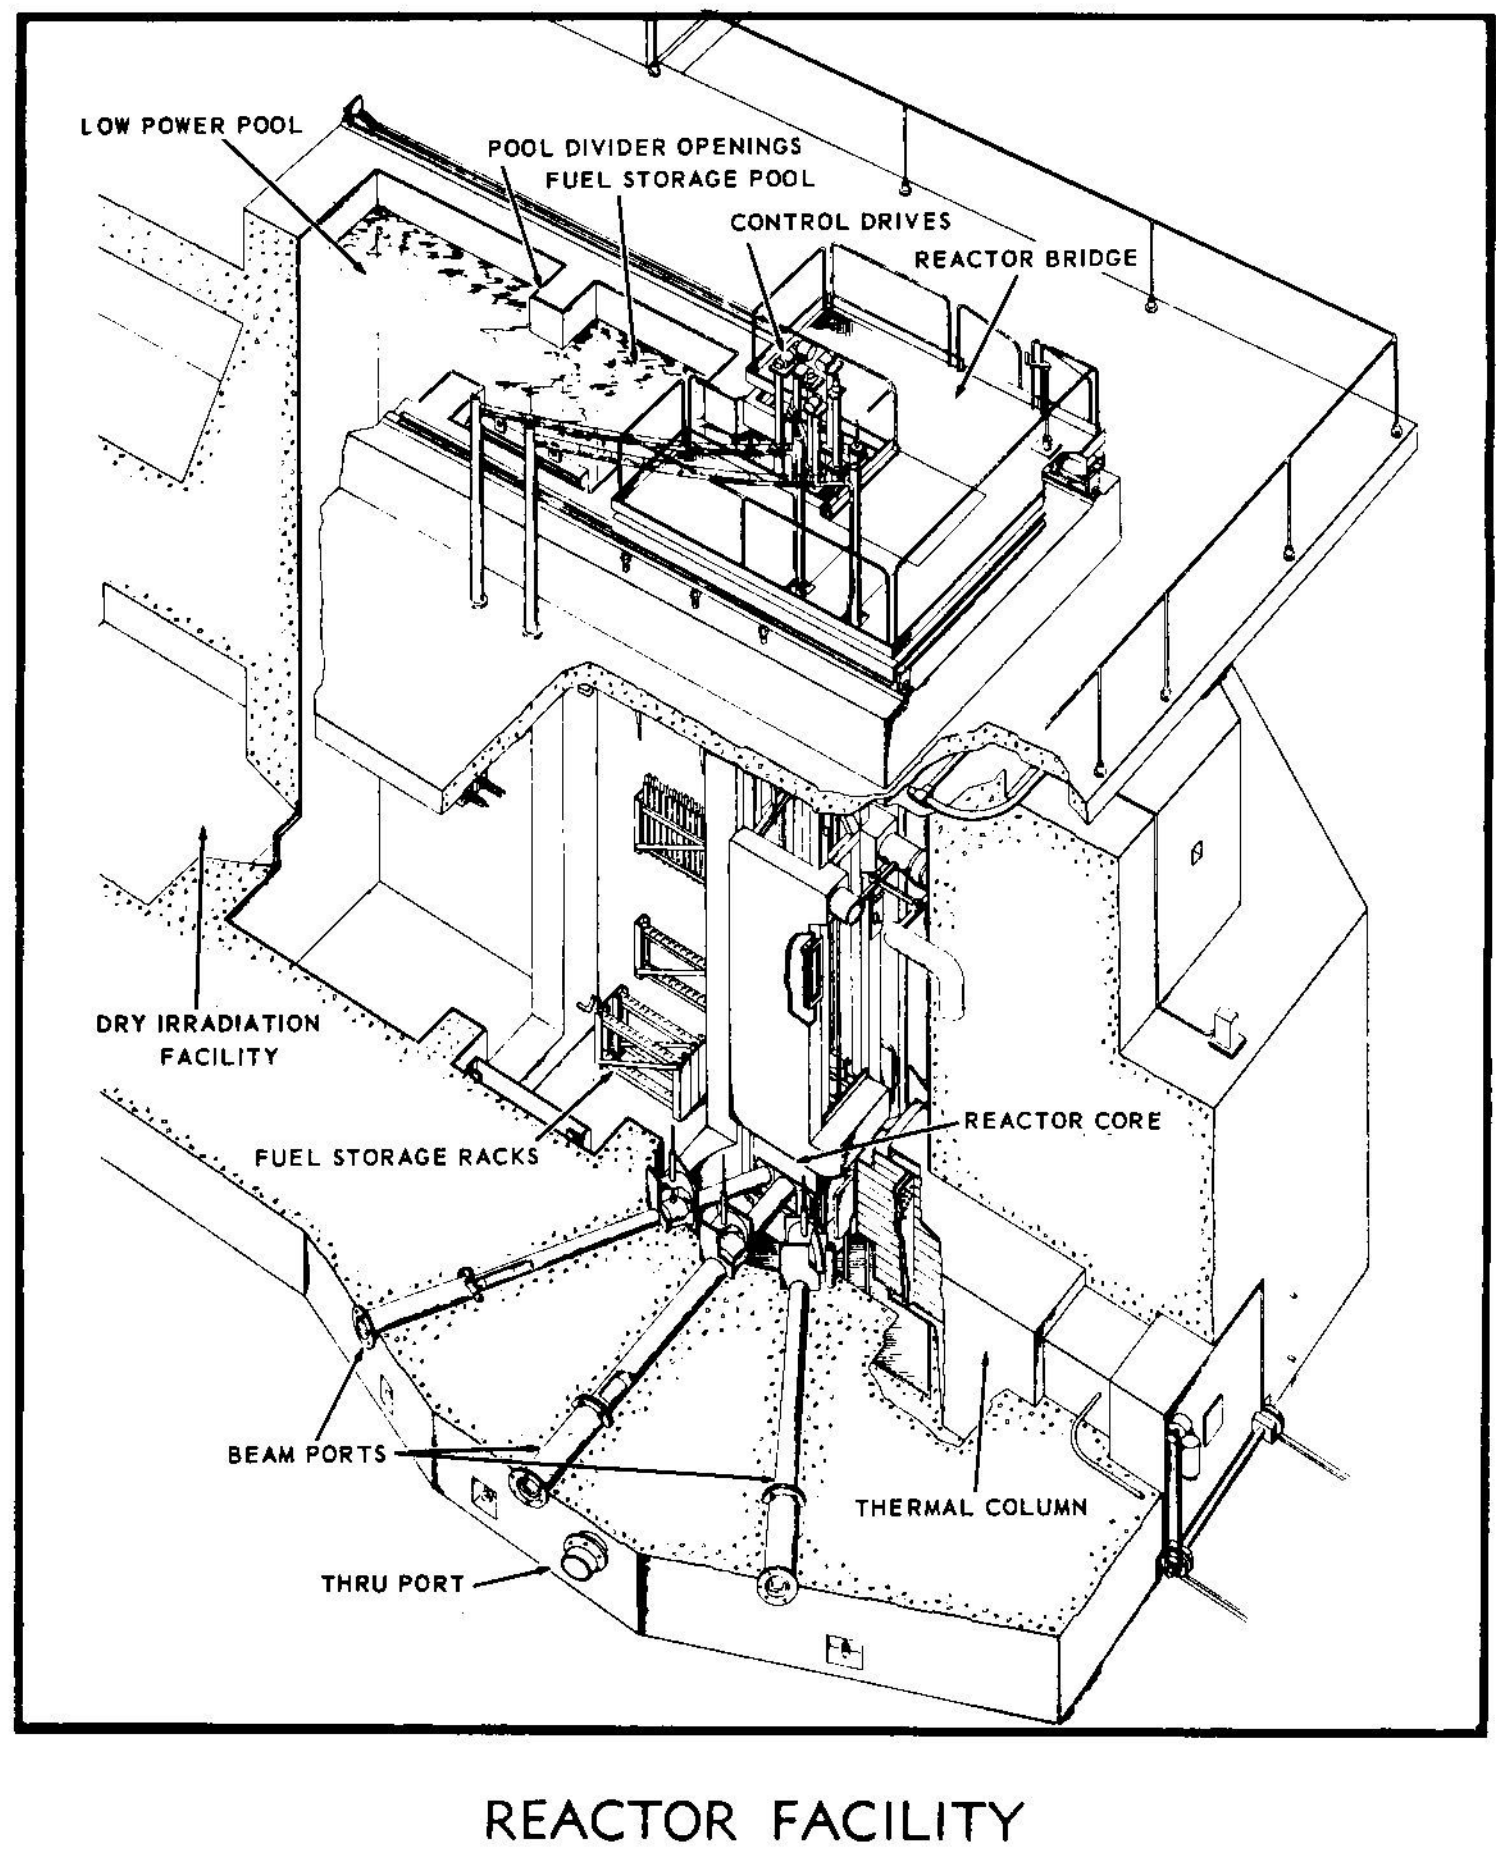 LOW POWER POOL
POOL DIVIDER OPENINGS
FUEL STORAGE POOL
CONTROL DRIVES
REACTOR BRIDGE
DRY IRRADIATION
FACILITY
REACTOR CORE
FUEL STORAGE RACKS
BEAM PORTS
THERMAL COLUMN
THRU PORT
REACTOR FACILITY